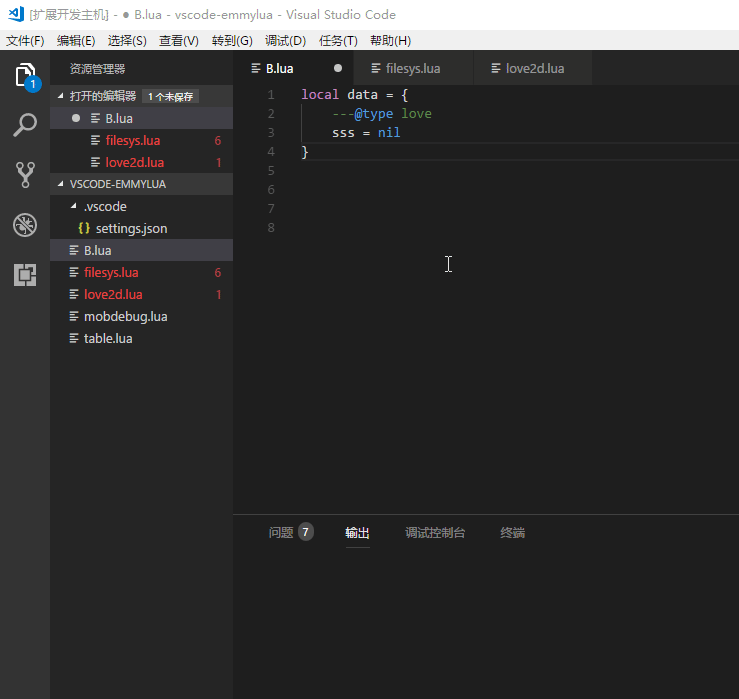 [扩展开发主机] - ● B.lua - vscode-emmylua - Visual Studio Code
文件(F) 编辑(E) 选择(S) 查看(V) 转到(G) 调试(D) 任务(T) 帮助(H)
1
资源管理器
打开的编辑器 1 个未保存
B.lua
filesys.lua 6
love2d.lua 1
VSCODE-EMMYLUA
.vscode
{} settings.json
B.lua
filesys.lua 6
love2d.lua 1
mobdebug.lua
table.lua
B.lua ● filesys.lua love2d.lua
1 local data = {
2 ---@type love
3 sss = nil
4 }
5
6
7
8
问题 7 输出 调试控制台 终端